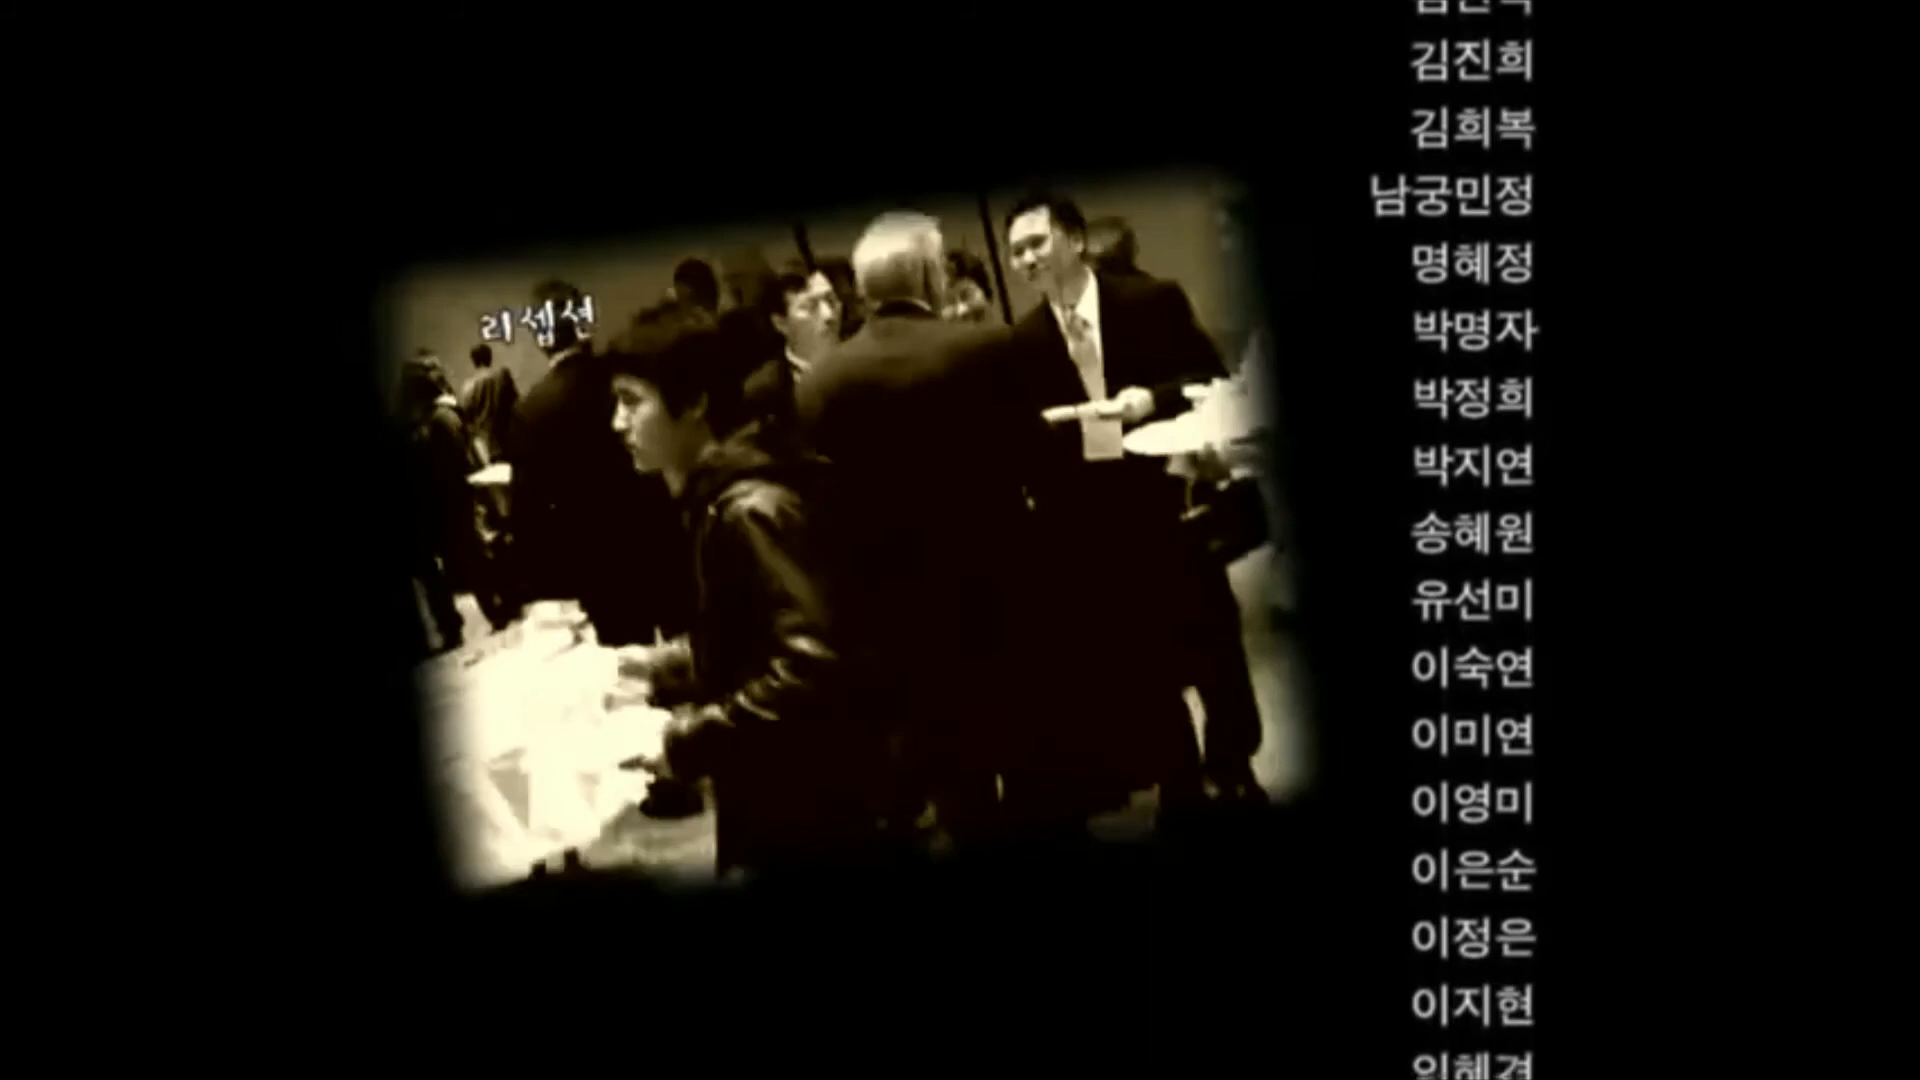 리셉션
김진희
김희복
남궁민정
명혜정
박명자
박정희
박지연
송혜원
유선미
이숙연
이미연
이영미
이은순
이정은
이지현